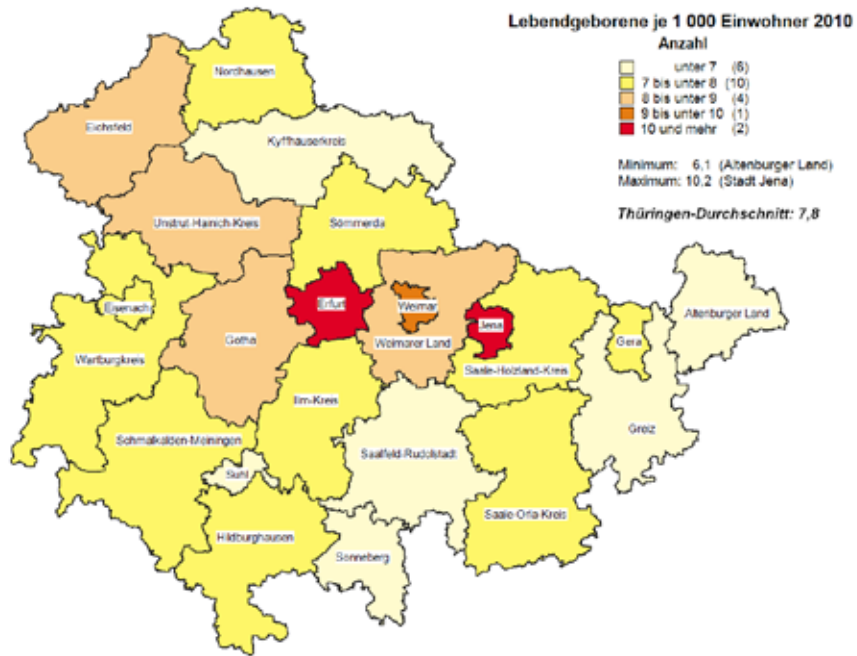 Lebendgeborene je 1 000 Einwohner 2010
Anzahl
unter 7 (6)
7 bis unter 8 (10)
8 bis unter 9 (4)
9 bis unter 10 (1)
10 und mehr (2)
Minimum: 6,1 (Altenburger Land)
Maximum: 10,2 (Stadt Jena)
Thüringen-Durchschnitt: 7,8
Nordhausen
Eichsfeld
Kyffhäuserkreis
Unstrut-Hainich-Kreis
Sömmerda
Eisenach
Erfurt
Weimar
Jena
Altenburger Land
Gotha
Weimarer Land
Gera
Wartburgkreis
Saale-Holzland-Kreis
Ilm-Kreis
Greiz
Schmalkalden-Meiningen
Saalfeld-Rudolstadt
Suhl
Saale-Orla-Kreis
Hildburghausen
Sonneberg